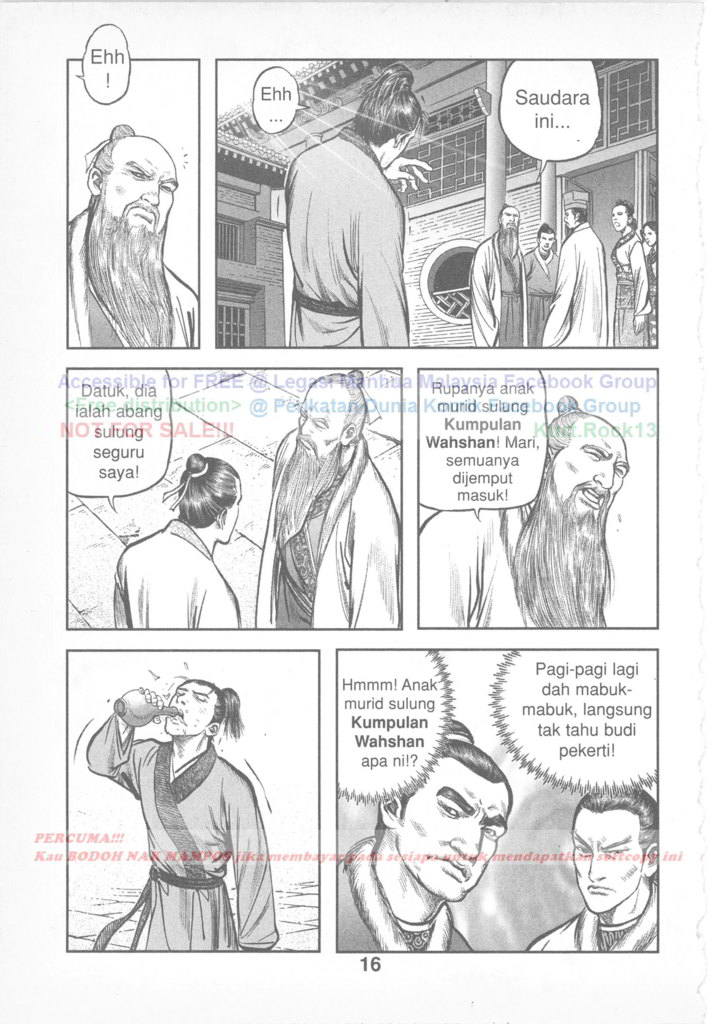 Ehh
!
Ehh
...
Saudara
ini...
Accessible for FREE @ Legasi Manhua Malaysia Facebook Group
<Free distribution> @ Pevkatan Dunia Komik Facebook Group
NOT FOR SALE!!!
Kurt.Rock13
Datuk, dia
ialah abang
sulung
seguru
saya!
Rupanya anak
murid sulung
Kumpulan
Wahshan! Mari,
semuanya
dijemput
masuk!
Hmmm! Anak
murid sulung
Kumpulan
Wahshan
apa ni!?
Pagi-pagi lagi
dah mabuk-
mabuk, langsung
tak tahu budi
pekerti!
PERCUMA!!!
Kau BODOH NAK MAMPOS jika membayar pada sesiapa untuk mendapatkan softcopy ini
16